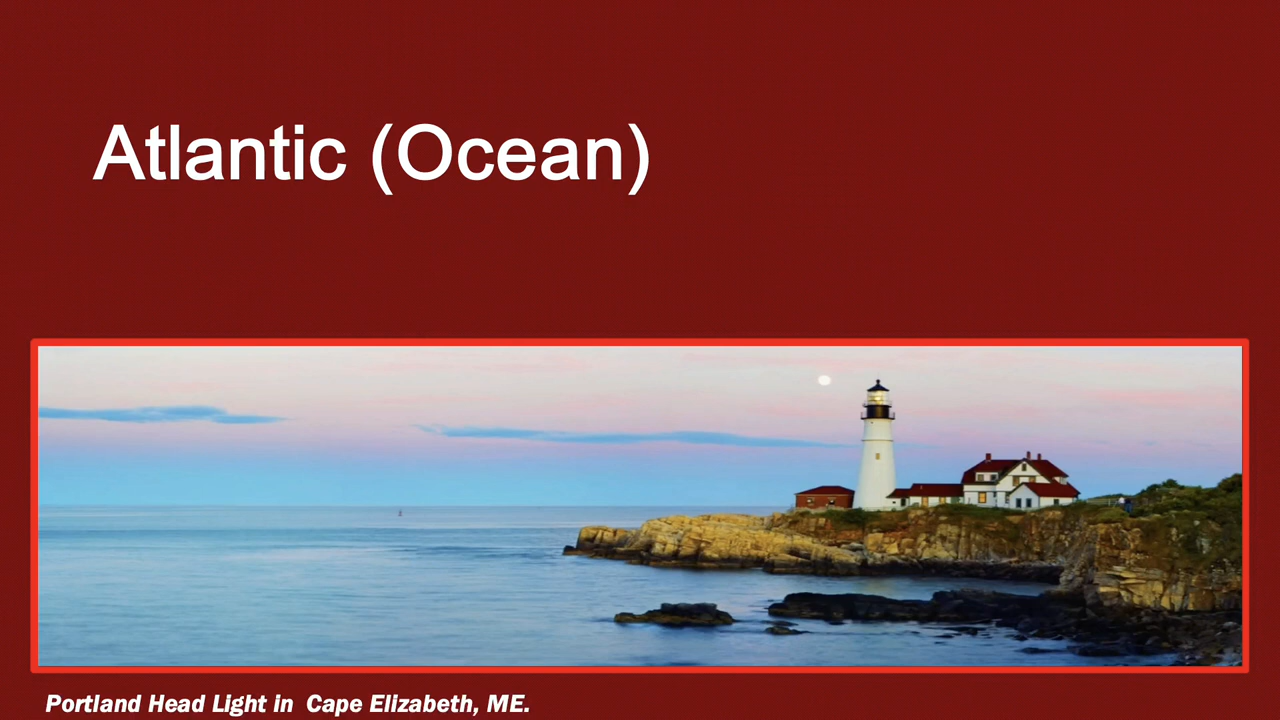 Atlantic (Ocean)
Portland Head Light in  Cape Elizabeth, ME.